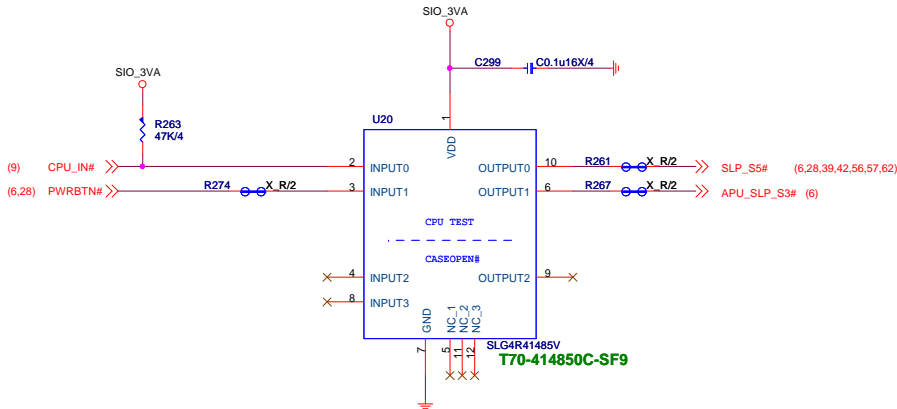 SIO_3VA
C299 C0.1u16X/4
SIO_3VA
R263
47K/4
U20
1
VDD
(9) CPU_IN# 2 INPUT0 OUTPUT0 10 R261 X_R/2 SLP_S5# (6,28,39,42,56,57,62)
(6,28) PWRBTN# R274 X_R/2 3 INPUT1 OUTPUT1 6 R267 X_R/2 APU_SLP_S3# (6)
CPU TEST
CASEOPEN#
4 INPUT2 OUTPUT2 9
8 INPUT3
GND NC_1 NC_2 NC_3
7 5 11 12
SLG4R41485V
T70-414850C-SF9